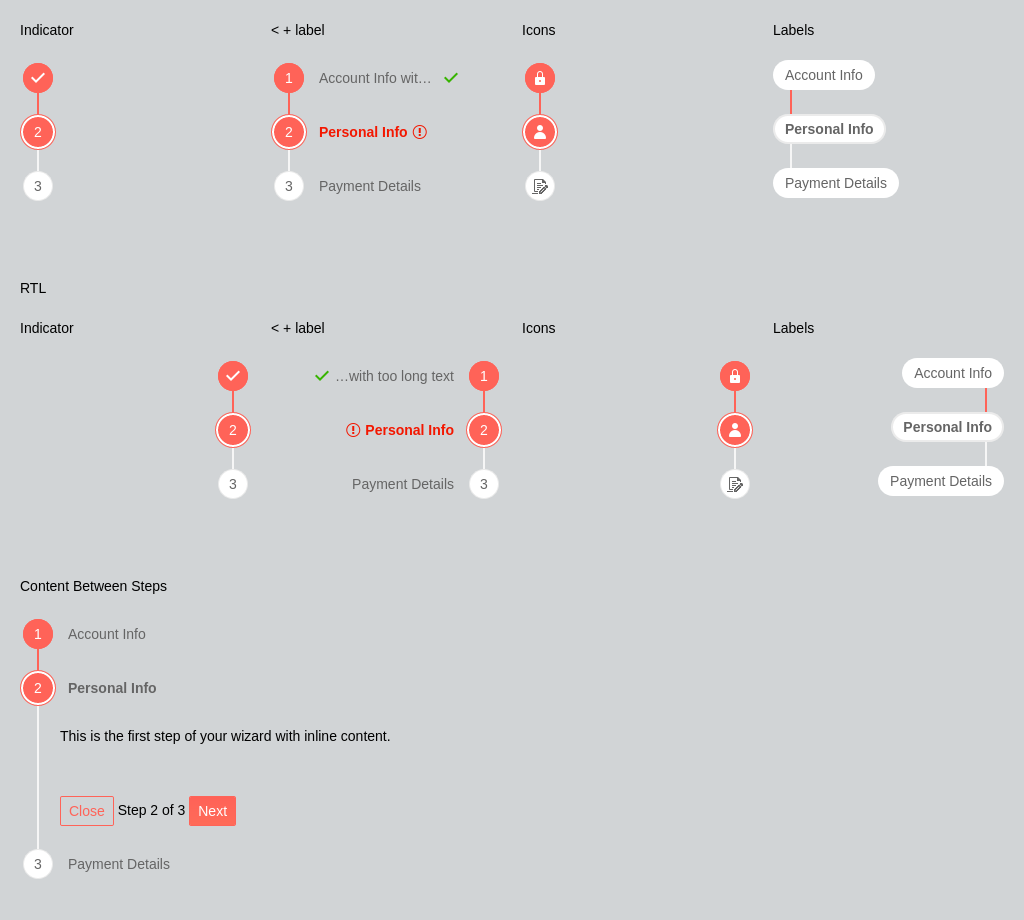 Indicator
< + label
Icons
Labels
1
Account Info wit…
Account Info
2
2
Personal Info
Personal Info
3
3
Payment Details
Payment Details
RTL
Indicator
< + label
Icons
Labels
…with too long text
1
Account Info
2
Personal Info
2
Personal Info
3
Payment Details
3
Payment Details
Content Between Steps
1
Account Info
2
Personal Info
This is the first step of your wizard with inline content.
Close Step 2 of 3 Next
3
Payment Details